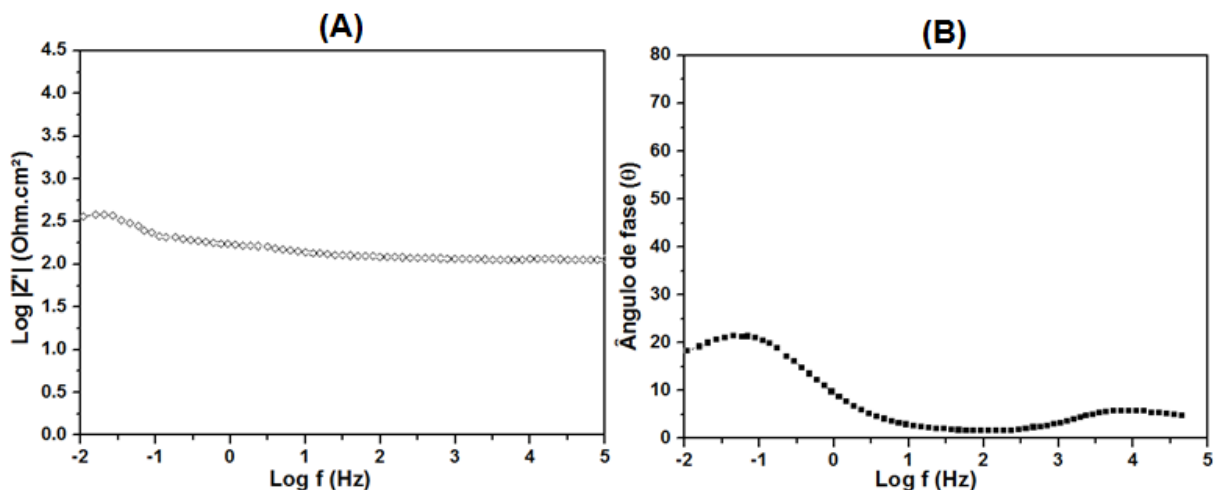 (A)
4.5
4.0
3.5
3.0
2.5
2.0
1.5
1.0
0.5
0.0
Log |Z'| (Ohm.cm²)
-2 -1 0 1 2 3 4 5
Log f (Hz)
(B)
80
70
60
50
40
30
20
10
0
Ângulo de fase (θ)
-2 -1 0 1 2 3 4 5
Log f (Hz)